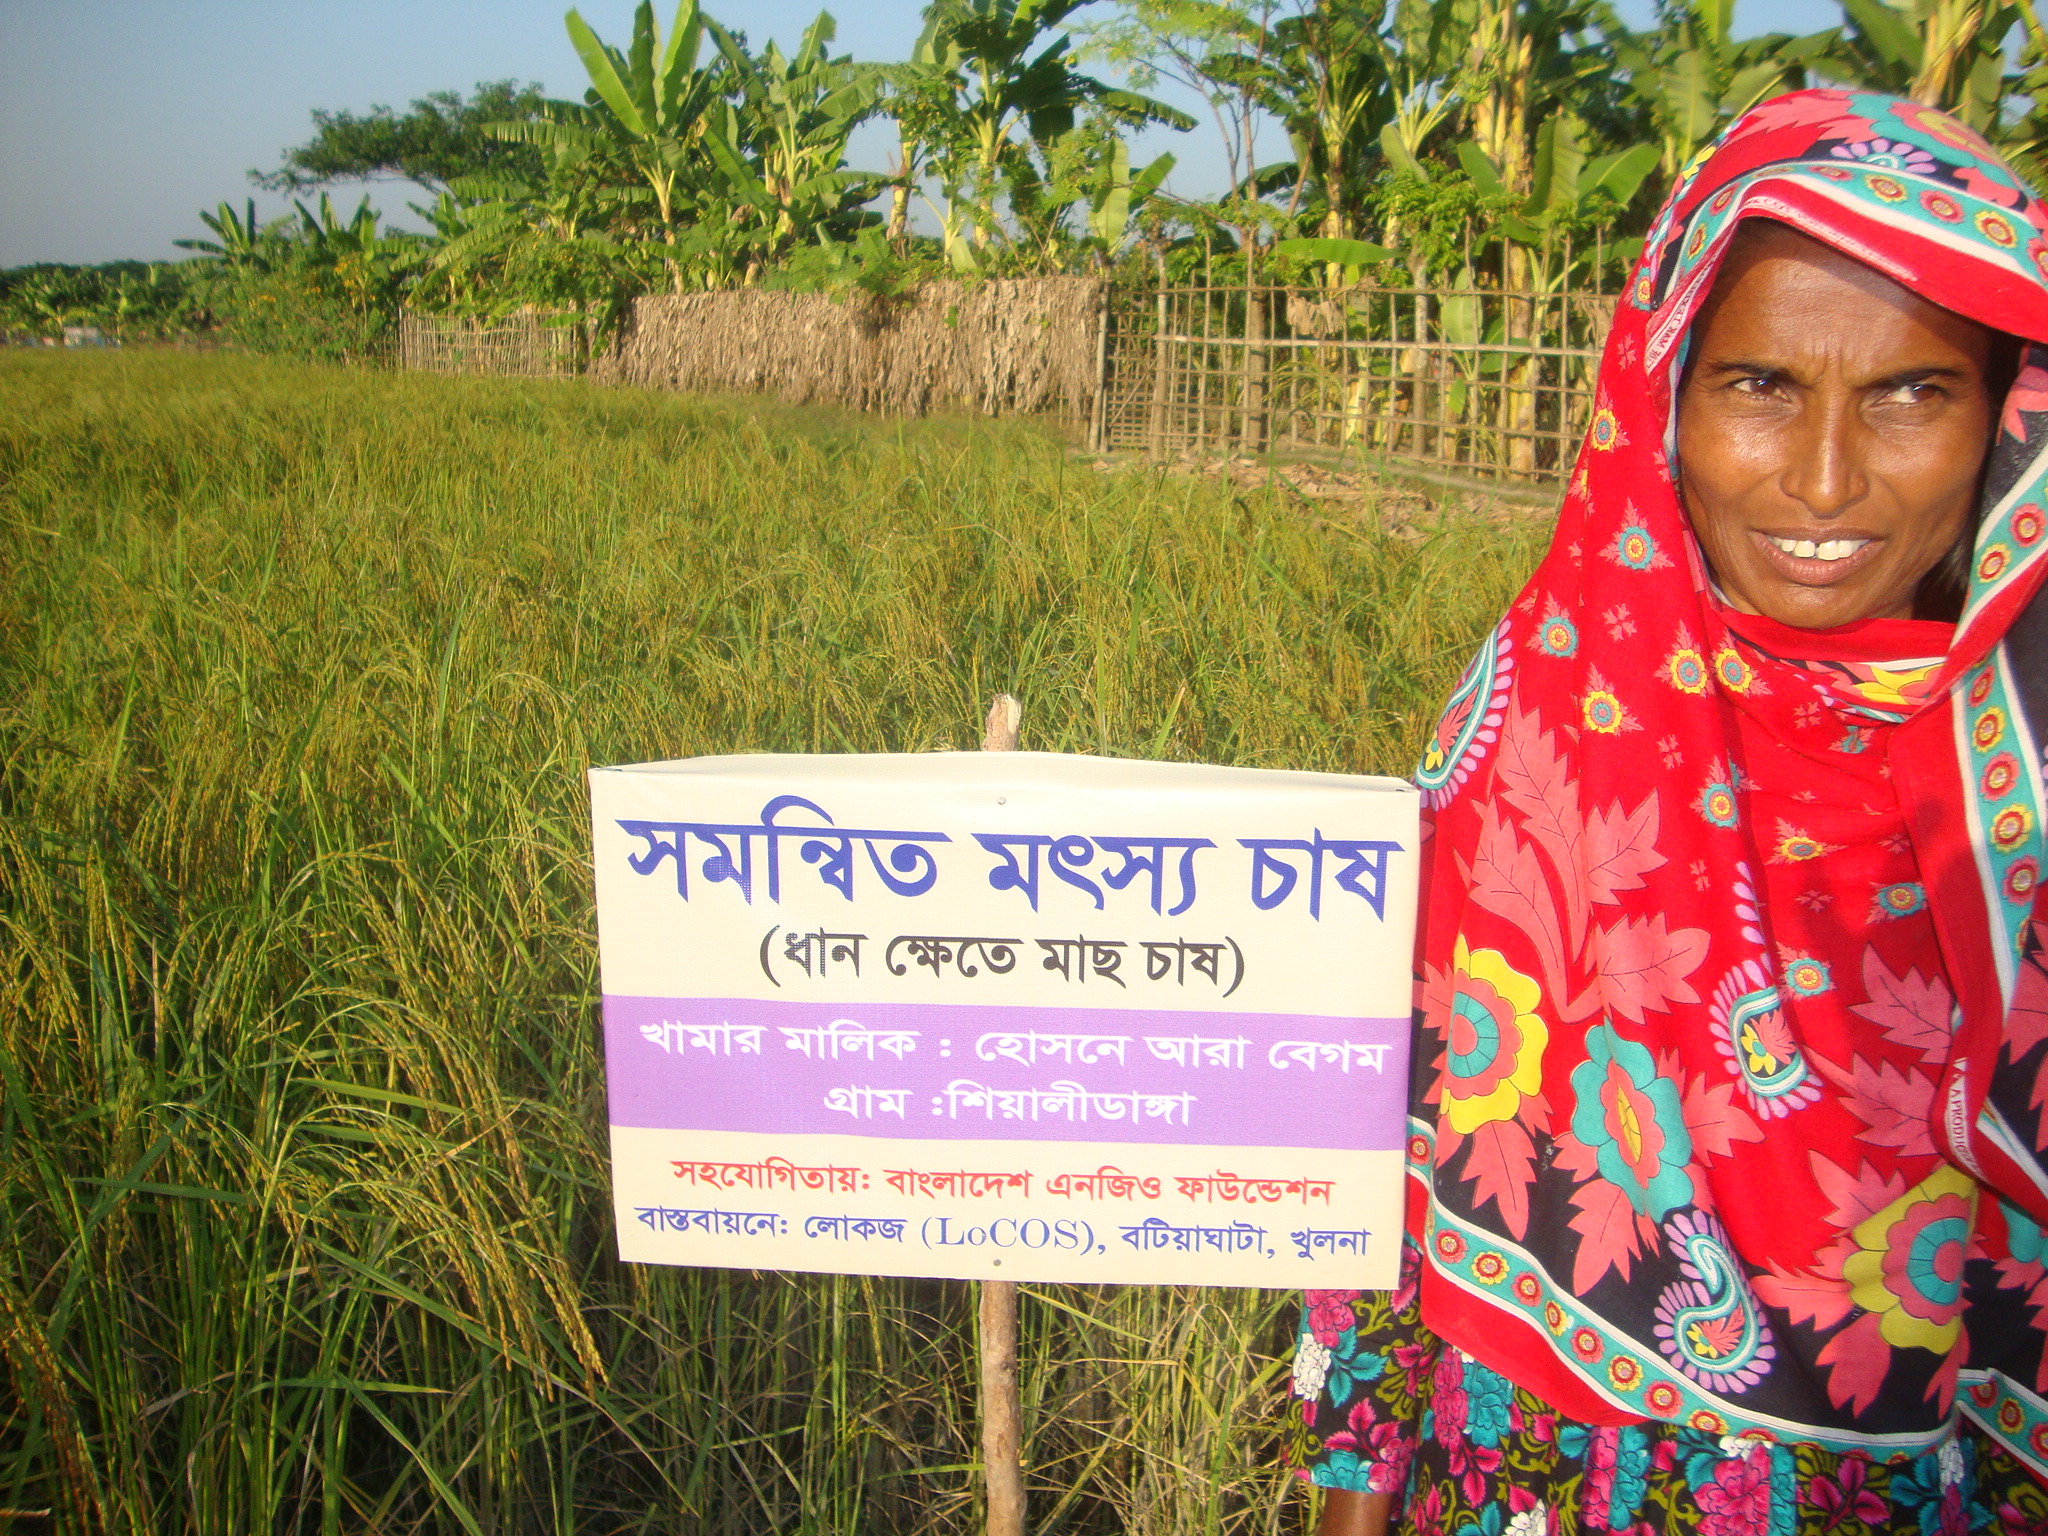 সমন্বিত মৎস্য চাষ
(ধান ক্ষেতে মাছ চাষ)
খামার মালিক : হোসনে আরা বেগম
গ্রাম :শিয়ালীডাঙ্গা
সহযোগিতায়: বাংলাদেশ এনজিও ফাউন্ডেশন
বাস্তবায়নে: লোকজ (LoCOS), বটিয়াঘাটা, খুলনা